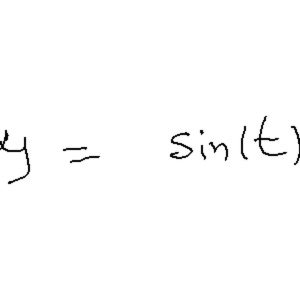 y = sin(t)